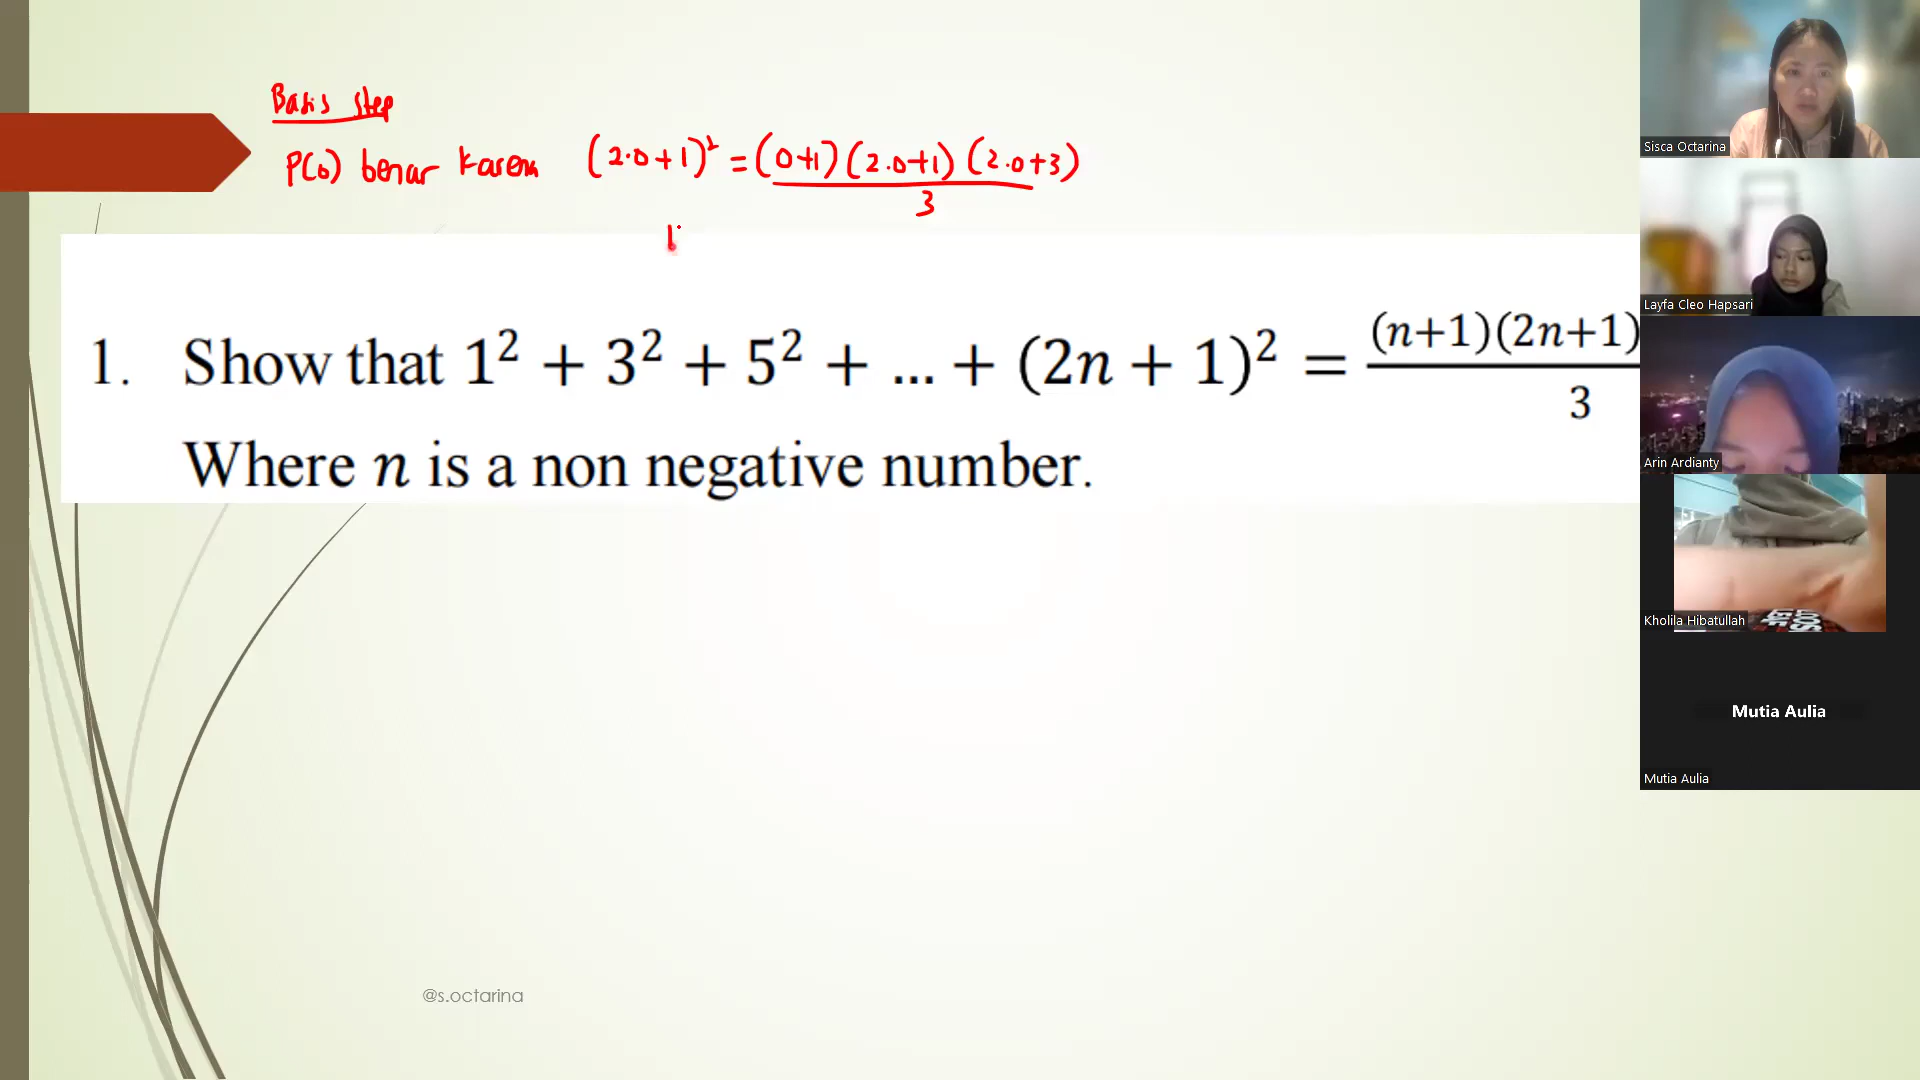 Basis step
P(0) benar karena (2·0+1)² = (0+1)(2·0+1)(2·0+3)
3
1
1. Show that 1² + 3² + 5² + ... + (2n + 1)² = (n+1)(2n+1)
3
Where n is a non negative number.
@s.octarina
Sisca Octarina
Layfa Cleo Hapsari
Arin Ardianty
Kholila Hibatullah
Mutia Aulia
Mutia Aulia